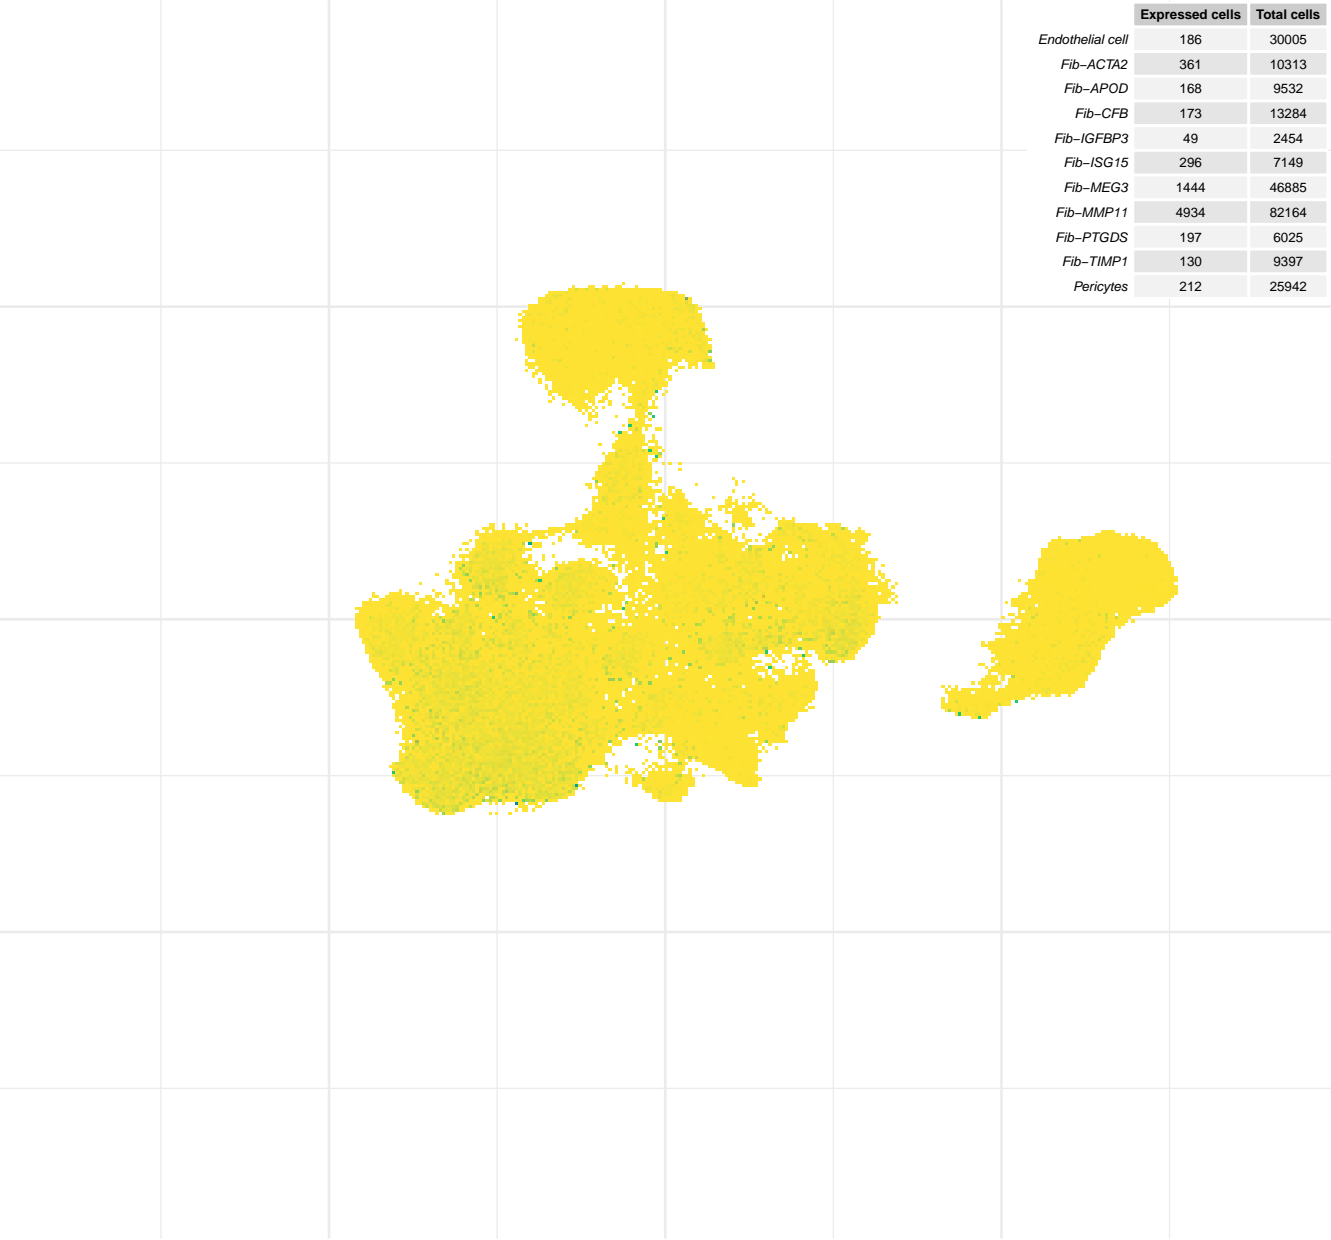 Expressed cells Total cells
Endothelial cell 186 30005
Fib−ACTA2 361 10313
Fib−APOD 168 9532
Fib−CFB 173 13284
Fib−IGFBP3 49 2454
Fib−ISG15 296 7149
Fib−MEG3 1444 46885
Fib−MMP11 4934 82164
Fib−PTGDS 197 6025
Fib−TIMP1 130 9397
Pericytes 212 25942